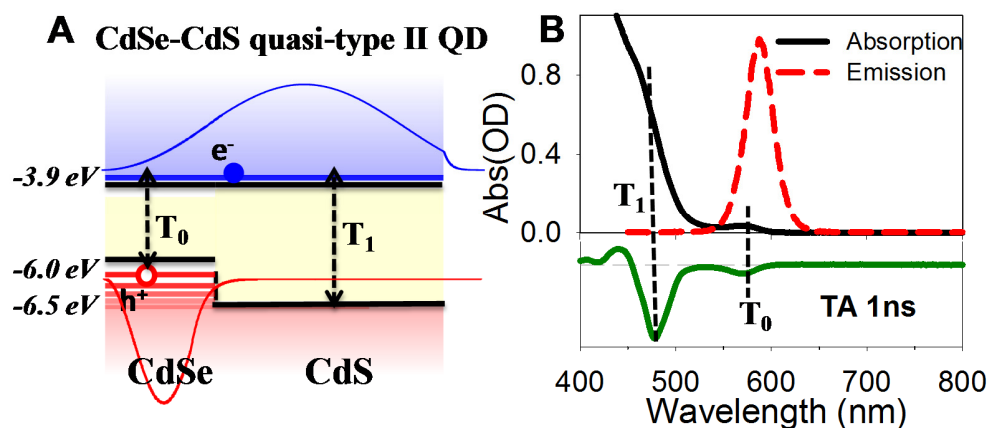 A
CdSe-CdS quasi-type II QD
e-
-3.9 eV
T0
T1
-6.0 eV
h+
-6.5 eV
CdSe
CdS
B
Absorption
Emission
0.8
0.4
0.0
Abs(OD)
T1
T0
TA 1ns
400 500 600 700 800
Wavelength (nm)